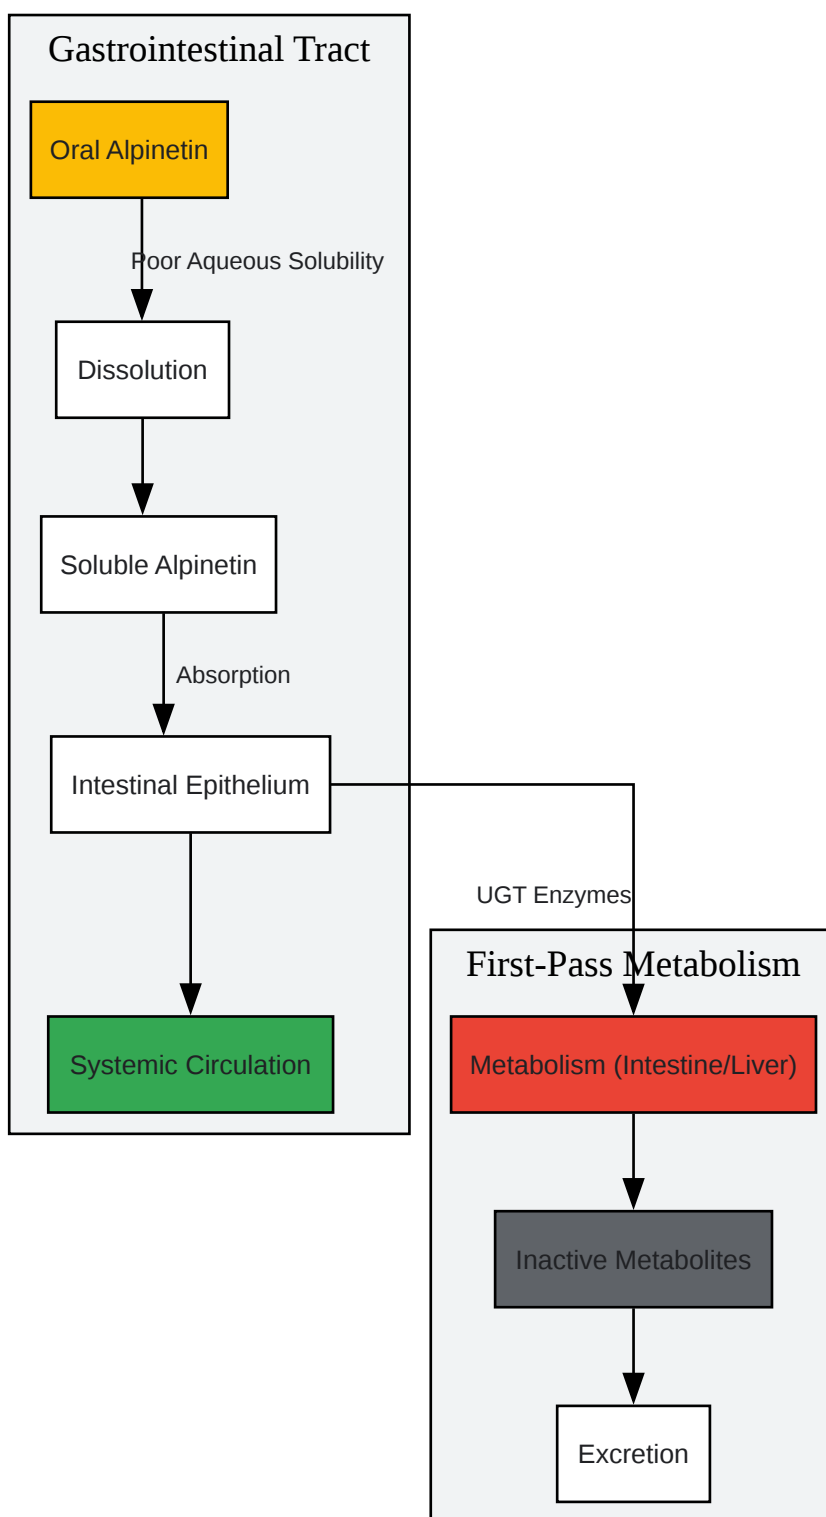 Gastrointestinal Tract
Oral Alpinetin
Poor Aqueous Solubility
Dissolution
Soluble Alpinetin
Absorption
Intestinal Epithelium
UGT Enzymes
Systemic Circulation
First-Pass Metabolism
Metabolism (Intestine/Liver)
Inactive Metabolites
Excretion